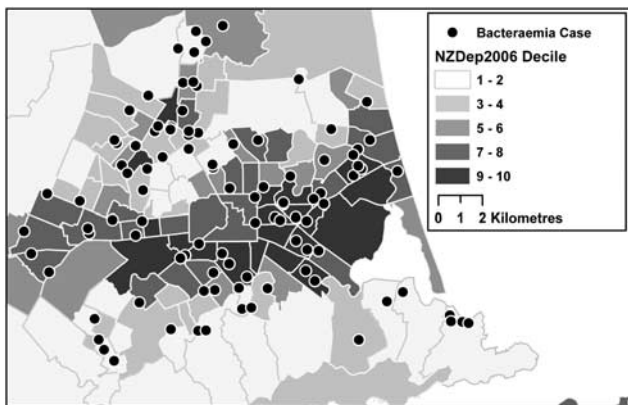 Bacteraemia Case
NZDep2006 Decile
1 - 2
3 - 4
5 - 6
7 - 8
9 - 10
0 1 2 Kilometres